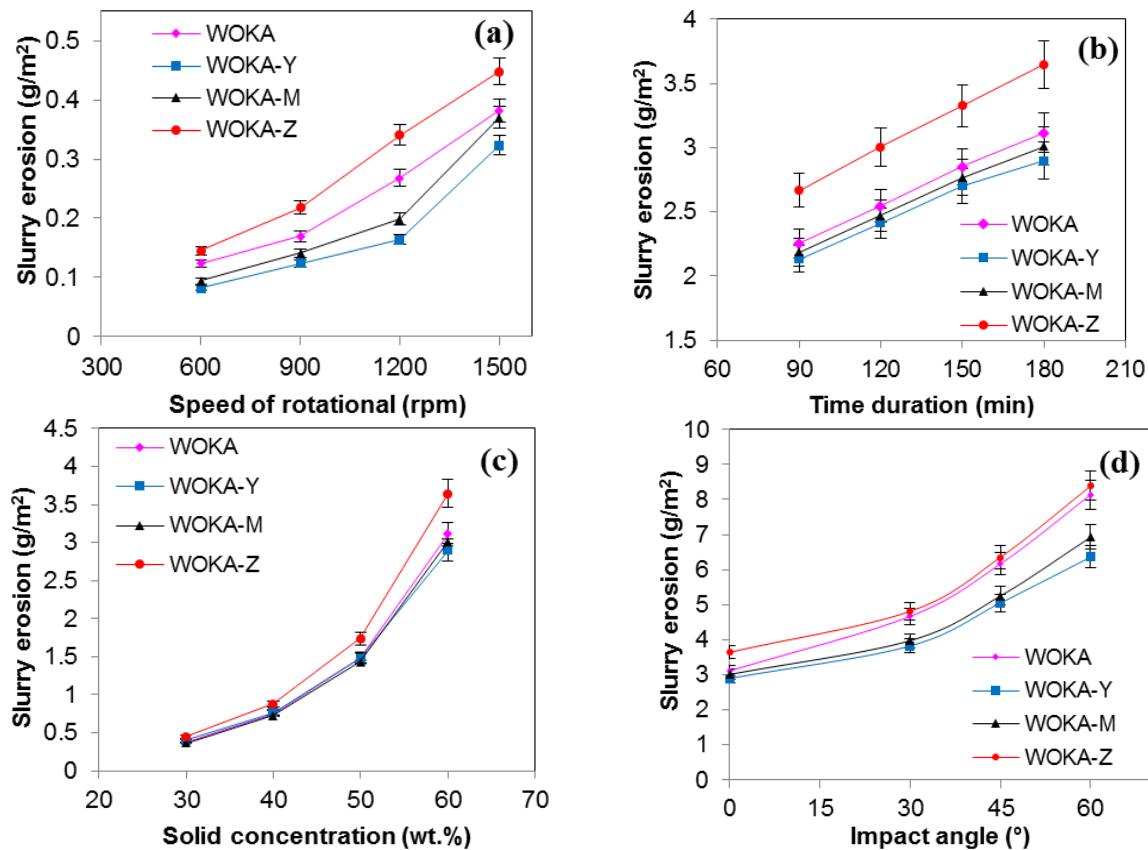 (a)
Slurry erosion (g/m²)
0.5
0.4
0.3
0.2
0.1
0
WOKA
WOKA-Y
WOKA-M
WOKA-Z
300 600 900 1200 1500
Speed of rotational (rpm)
(b)
Slurry erosion (g/m²)
4
3.5
3
2.5
2
1.5
WOKA
WOKA-Y
WOKA-M
WOKA-Z
60 90 120 150 180 210
Time duration (min)
(c)
Slurry erosion (g/m²)
4.5
4
3.5
3
2.5
2
1.5
1
0.5
0
WOKA
WOKA-Y
WOKA-M
WOKA-Z
20 30 40 50 60 70
Solid concentration (wt.%)
(d)
Slurry erosion (g/m²)
10
9
8
7
6
5
4
3
2
1
0
WOKA
WOKA-Y
WOKA-M
WOKA-Z
0 15 30 45 60
Impact angle (°)